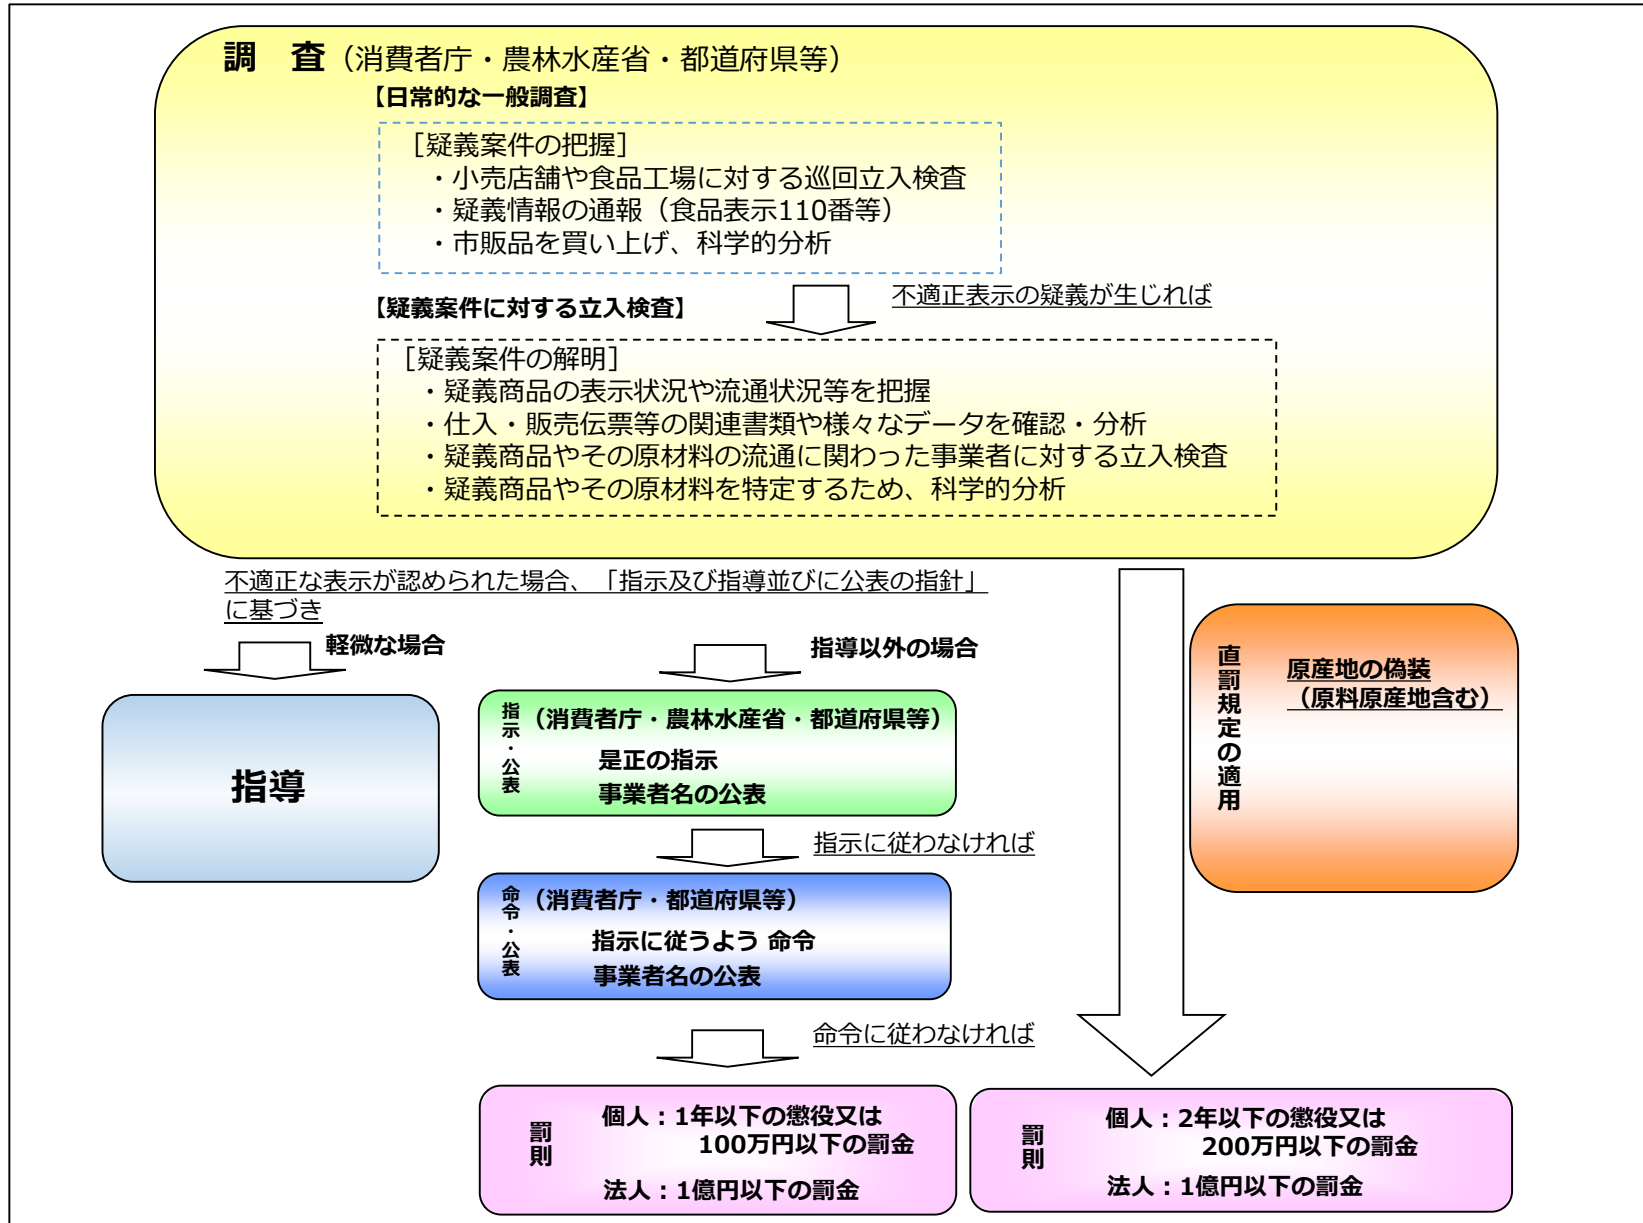 調　査（消費者庁・農林水産省・都道府県等）
【日常的な一般調査】
［疑義案件の把握］
・小売店舗や食品工場に対する巡回立入検査
・疑義情報の通報（食品表示110番等）
・市販品を買い上げ、科学的分析
不適正表示の疑義が生じれば
【疑義案件に対する立入検査】
［疑義案件の解明］
・疑義商品の表示状況や流通状況等を把握
・仕入・販売伝票等の関連書類や様々なデータを確認・分析
・疑義商品やその原材料の流通に関わった事業者に対する立入検査
・疑義商品やその原材料を特定するため、科学的分析
不適正な表示が認められた場合、「指示及び指導並びに公表の指針」
に基づき
軽微な場合
指導
指導以外の場合
指示・公表
（消費者庁・農林水産省・都道府県等）
是正の指示
事業者名の公表
指示に従わなければ
命令・公表
（消費者庁・都道府県等）
指示に従うよう 命令
事業者名の公表
命令に従わなければ
罰則
個人：1年以下の懲役又は
100万円以下の罰金
法人：1億円以下の罰金
直罰規定の適用
原産地の偽装
（原料原産地含む）
罰則
個人：2年以下の懲役又は
200万円以下の罰金
法人：1億円以下の罰金